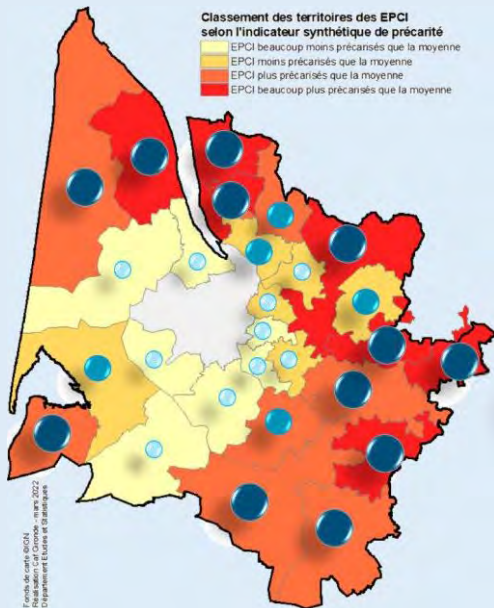 Classement des territoires des EPCI
selon l'indicateur synthétique de précarité
EPCI beaucoup moins précarisés que la moyenne
EPCI moins précarisés que la moyenne
EPCI plus précarisés que la moyenne
EPCI beaucoup plus précarisés que la moyenne
Fonds de carte ©IGN
Réalisation Caf Gironde - mars 2022
Département Etudes et Statistiques